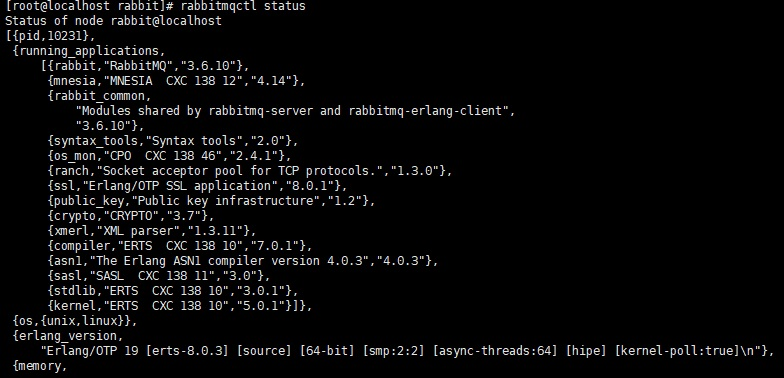 [root@localhost rabbit]# rabbitmqctl status
Status of node rabbit@localhost
[{pid,10231},
 {running_applications,
     [{rabbit,"RabbitMQ","3.6.10"},
      {mnesia,"MNESIA  CXC 138 12","4.14"},
      {rabbit_common,
          "Modules shared by rabbitmq-server and rabbitmq-erlang-client",
          "3.6.10"},
      {syntax_tools,"Syntax tools","2.0"},
      {os_mon,"CPO  CXC 138 46","2.4.1"},
      {ranch,"Socket acceptor pool for TCP protocols.","1.3.0"},
      {ssl,"Erlang/OTP SSL application","8.0.1"},
      {public_key,"Public key infrastructure","1.2"},
      {crypto,"CRYPTO","3.7"},
      {xmerl,"XML parser","1.3.11"},
      {compiler,"ERTS  CXC 138 10","7.0.1"},
      {asn1,"The Erlang ASN1 compiler version 4.0.3","4.0.3"},
      {sasl,"SASL  CXC 138 11","3.0"},
      {stdlib,"ERTS  CXC 138 10","3.0.1"},
      {kernel,"ERTS  CXC 138 10","5.0.1"}]},
 {os,{unix,linux}},
 {erlang_version,
     "Erlang/OTP 19 [erts-8.0.3] [source] [64-bit] [smp:2:2] [async-threads:64] [hipe] [kernel-poll:true]\n"},
 {memory,